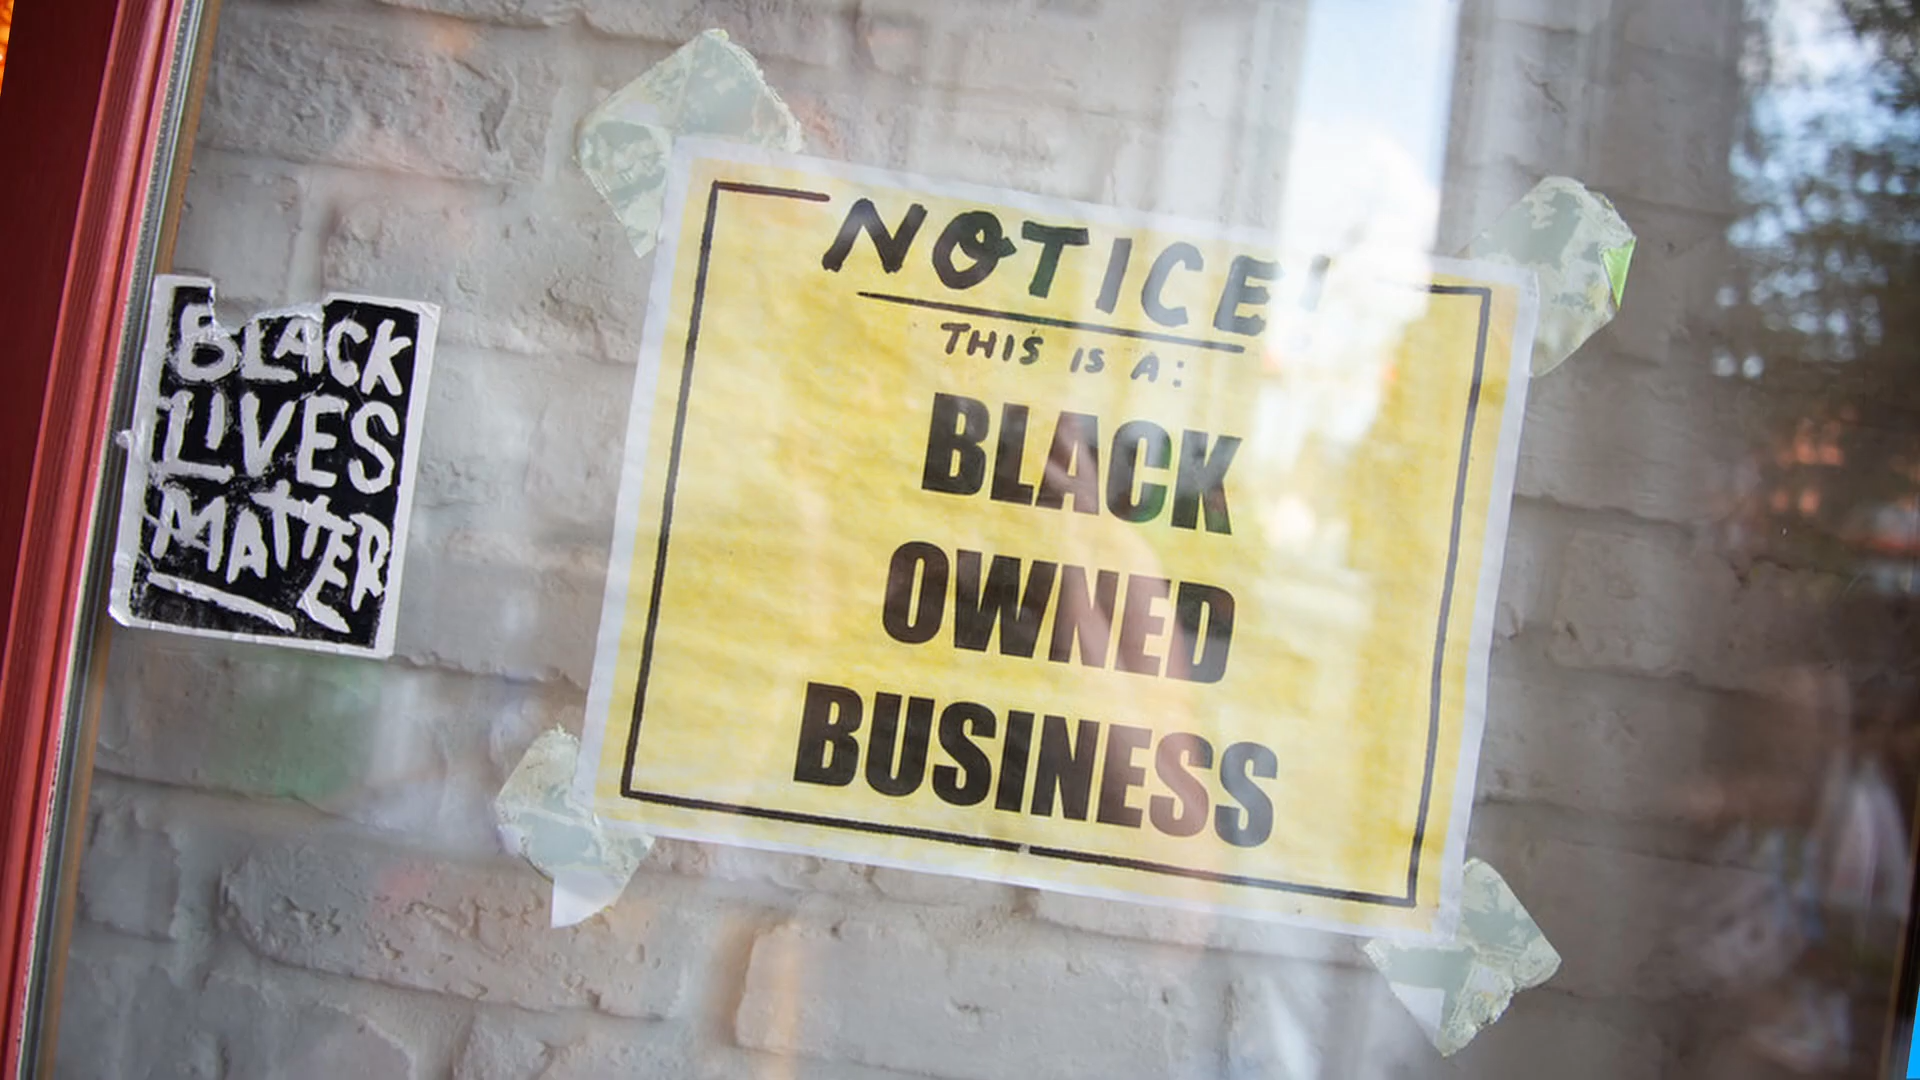 BLACK
LIVES
MATTER
NOTICE!
THIS IS A:
BLACK
OWNED
BUSINESS